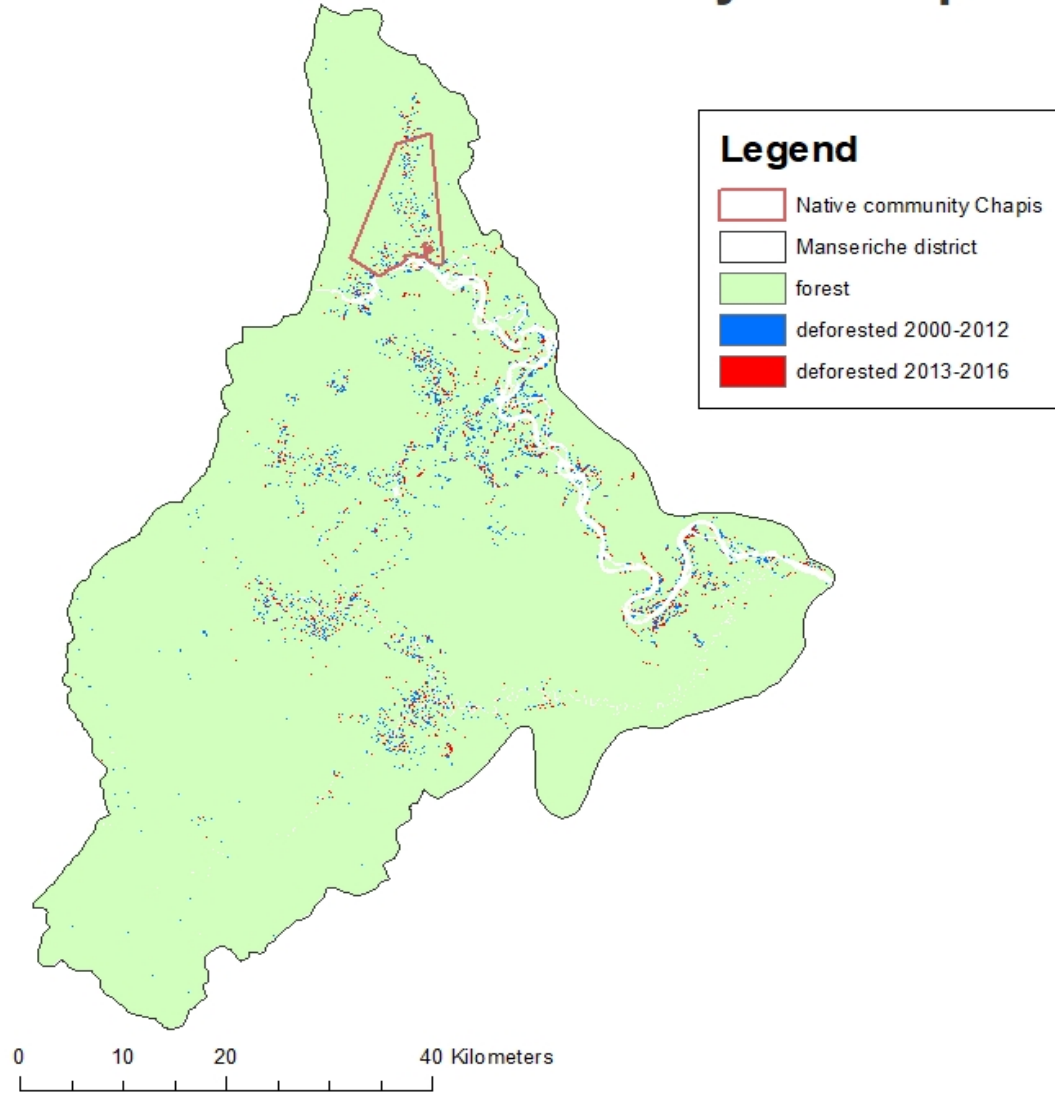 Legend
Native community Chapis
Manseriche district
forest
deforested 2000-2012
deforested 2013-2016
0 10 20 40 Kilometers